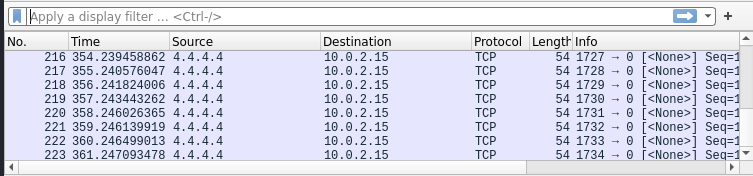 Apply a display filter ... <Ctrl-/>
No. Time Source Destination Protocol Length Info
216 354.239458862 4.4.4.4 10.0.2.15 TCP 54 1727 → 0 [<None>] Seq=1
217 355.240576047 4.4.4.4 10.0.2.15 TCP 54 1728 → 0 [<None>] Seq=1
218 356.241824006 4.4.4.4 10.0.2.15 TCP 54 1729 → 0 [<None>] Seq=1
219 357.243443262 4.4.4.4 10.0.2.15 TCP 54 1730 → 0 [<None>] Seq=1
220 358.246026365 4.4.4.4 10.0.2.15 TCP 54 1731 → 0 [<None>] Seq=1
221 359.246139919 4.4.4.4 10.0.2.15 TCP 54 1732 → 0 [<None>] Seq=1
222 360.246499013 4.4.4.4 10.0.2.15 TCP 54 1733 → 0 [<None>] Seq=1
223 361.247093478 4.4.4.4 10.0.2.15 TCP 54 1734 → 0 [<None>] Seq=1